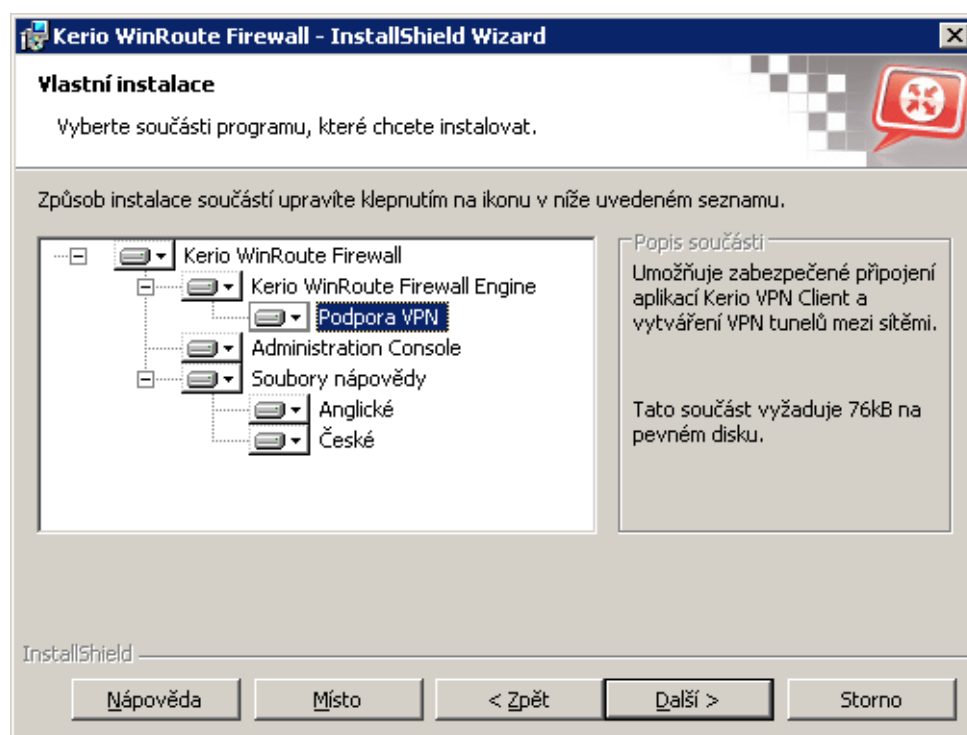 Kerio WinRoute Firewall - InstallShield Wizard
Vlastní instalace
Vyberte součásti programu, které chcete instalovat.
Způsob instalace součástí upravíte klepnutím na ikonu v níže uvedeném seznamu.
Kerio WinRoute Firewall
Kerio WinRoute Firewall Engine
Podpora VPN
Administration Console
Soubory nápovědy
Anglické
České
Popis součásti
Umožňuje zabezpečené připojení
aplikací Kerio VPN Client a
vytváření VPN tunelů mezi sítěmi.
Tato součást vyžaduje 76kB na
pevném disku.
InstallShield
Nápověda
Místo
< Zpět
Další >
Storno